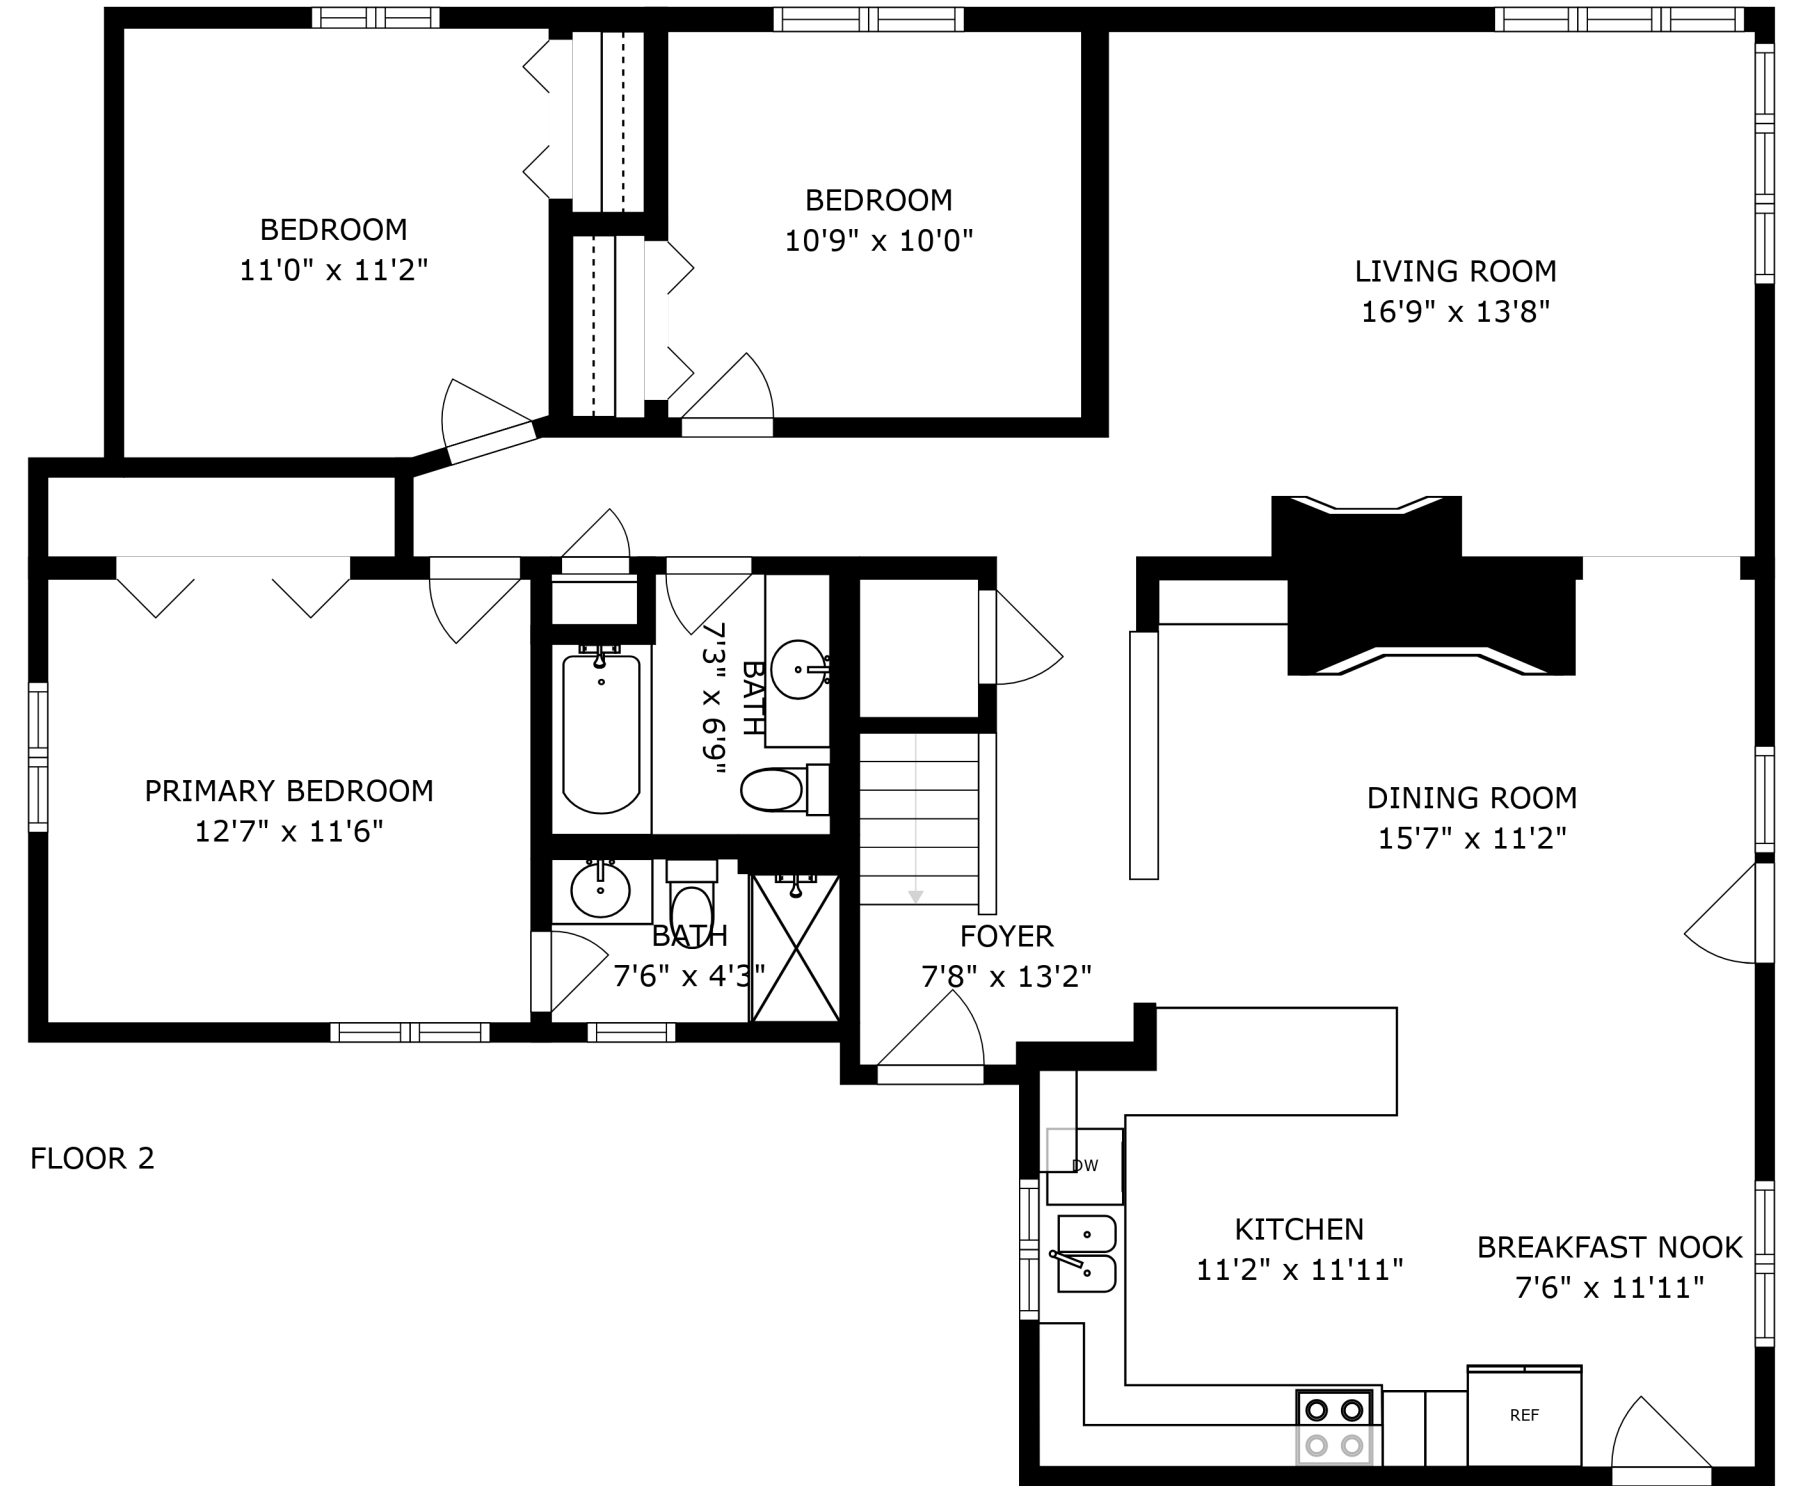 BEDROOM
11'0" x 11'2"
BEDROOM
10'9" x 10'0"
LIVING ROOM
16'9" x 13'8"
PRIMARY BEDROOM
12'7" x 11'6"
BATH
7'3" x 6'9"
DINING ROOM
15'7" x 11'2"
BATH
7'6" x 4'3"
FOYER
7'8" x 13'2"
FLOOR 2
DW
KITCHEN
11'2" x 11'11"
BREAKFAST NOOK
7'6" x 11'11"
REF